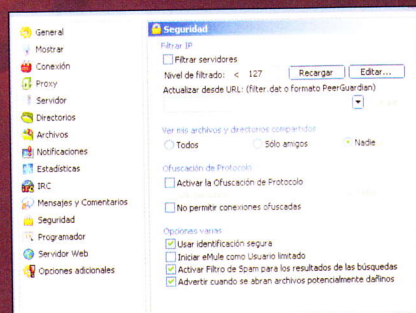 General
Mostrar
Conexión
Proxy
Servidor
Directorios
Archivos
Notificaciones
Estadísticas
IRC
Mensajes y Comentarios
Seguridad
Programador
Servidor Web
Opciones adicionales
Seguridad
Filtrar IP
Filtrar servidores
Nivel de filtrado: < 127 Recargar Editar...
Actualizar desde URL: (filter.dat o formato PeerGuardian)
Ver mis archivos y directorios compartidos
Todos Sólo amigos Nadie
Ofuscación de Protocolo
Activar la Ofuscación de Protocolo
No permitir conexiones ofuscadas
Opciones varias
Usar identificación segura
Iniciar eMule como Usuario limitado
Activar Filtro de Spam para los resultados de las búsquedas
Advertir cuando se abran archivos potencialmente dañinos